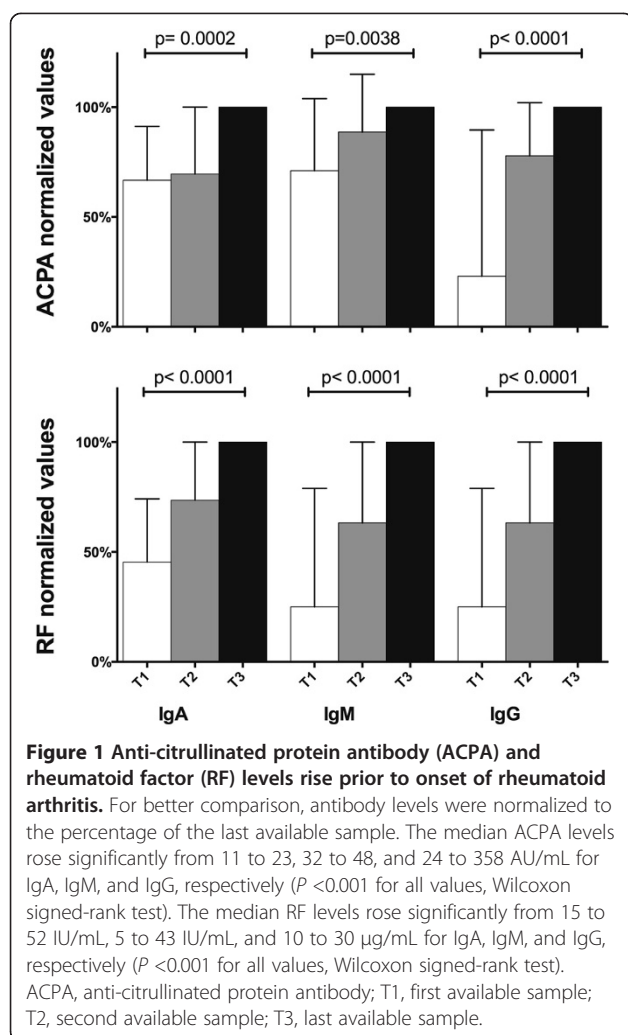 p= 0.0002 p=0.0038 p< 0.0001
ACPA normalized values
100%
50%
0%
p< 0.0001 p< 0.0001 p< 0.0001
RF normalized values
100%
50%
0%
T1 T2 T3 T1 T2 T3 T1 T2 T3
IgA IgM IgG
Figure 1 Anti-citrullinated protein antibody (ACPA) and
rheumatoid factor (RF) levels rise prior to onset of rheumatoid
arthritis. For better comparison, antibody levels were normalized to
the percentage of the last available sample. The median ACPA levels
rose significantly from 11 to 23, 32 to 48, and 24 to 358 AU/mL for
IgA, IgM, and IgG, respectively (P <0.001 for all values, Wilcoxon
signed-rank test). The median RF levels rose significantly from 15 to
52 IU/mL, 5 to 43 IU/mL, and 10 to 30 μg/mL for IgA, IgM, and IgG,
respectively (P <0.001 for all values, Wilcoxon signed-rank test).
ACPA, anti-citrullinated protein antibody; T1, first available sample;
T2, second available sample; T3, last available sample.